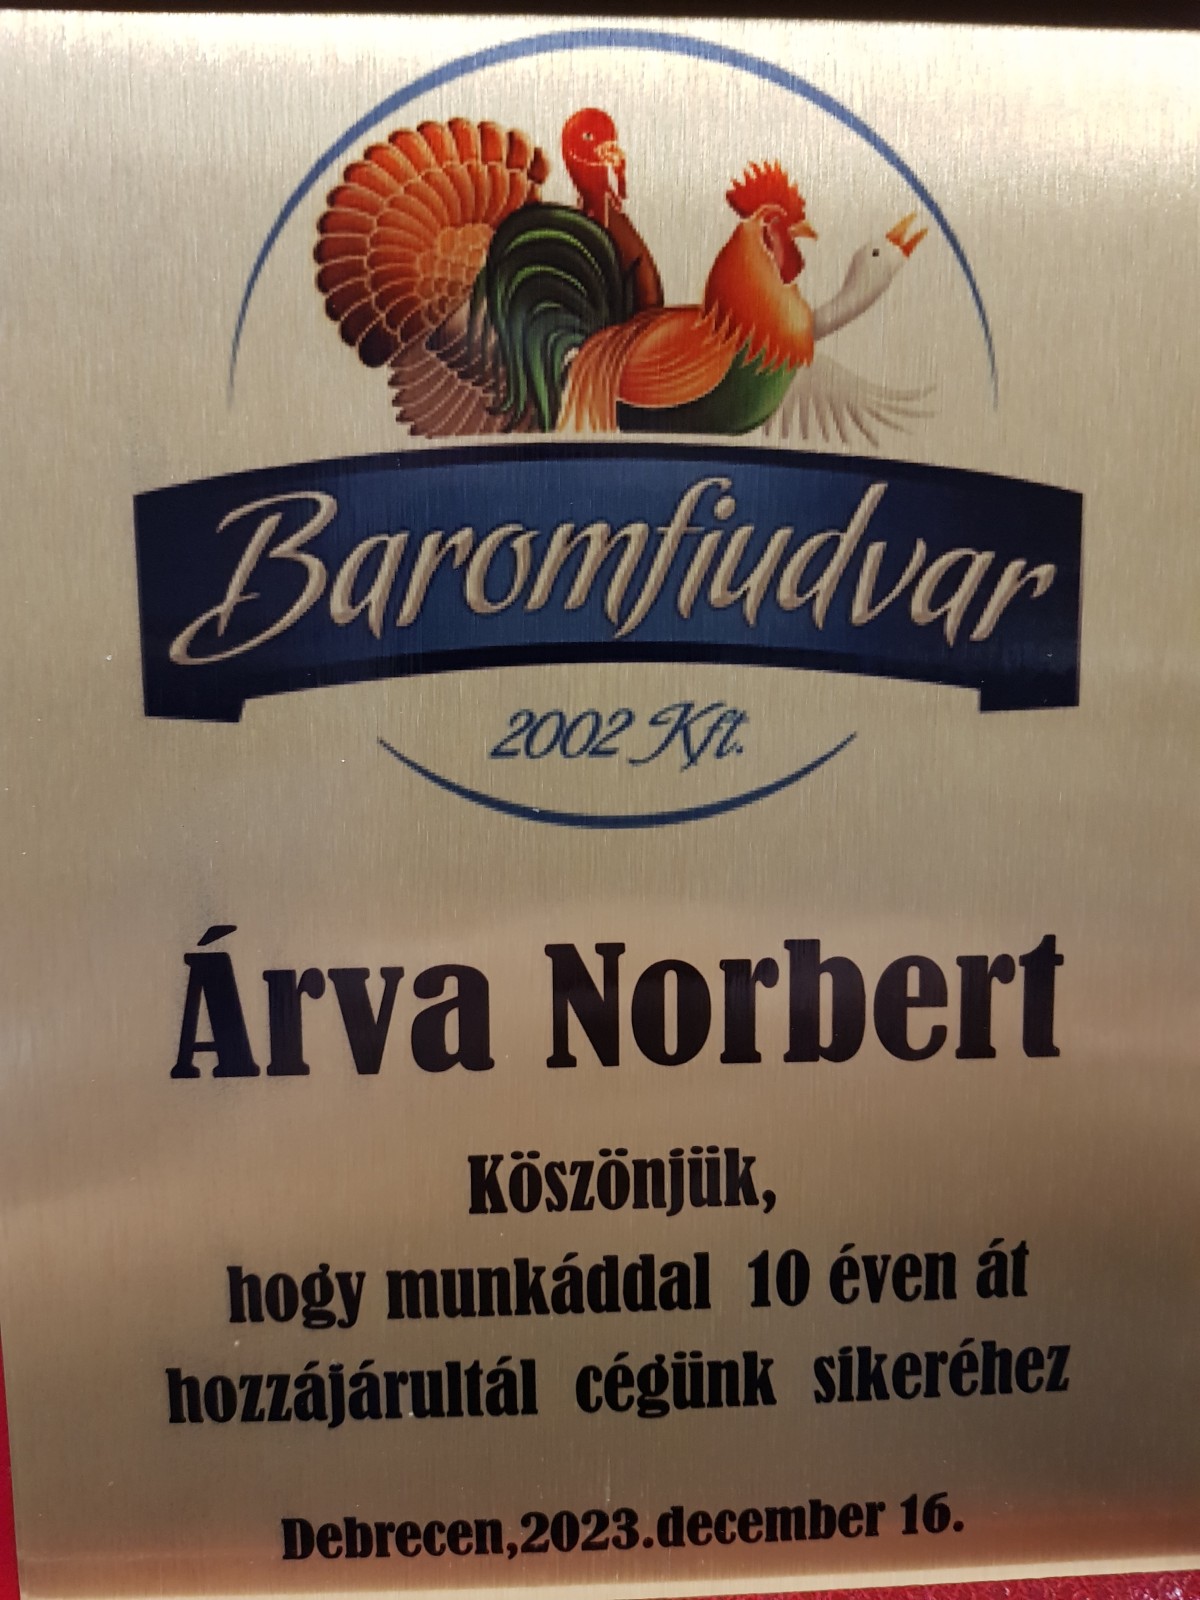 Baromfiudvar
2002 Kft.
Árva Norbert
Köszönjük,
hogy munkáddal 10 éven át
hozzájárultál cégünk sikeréhez
Debrecen,2023.december 16.